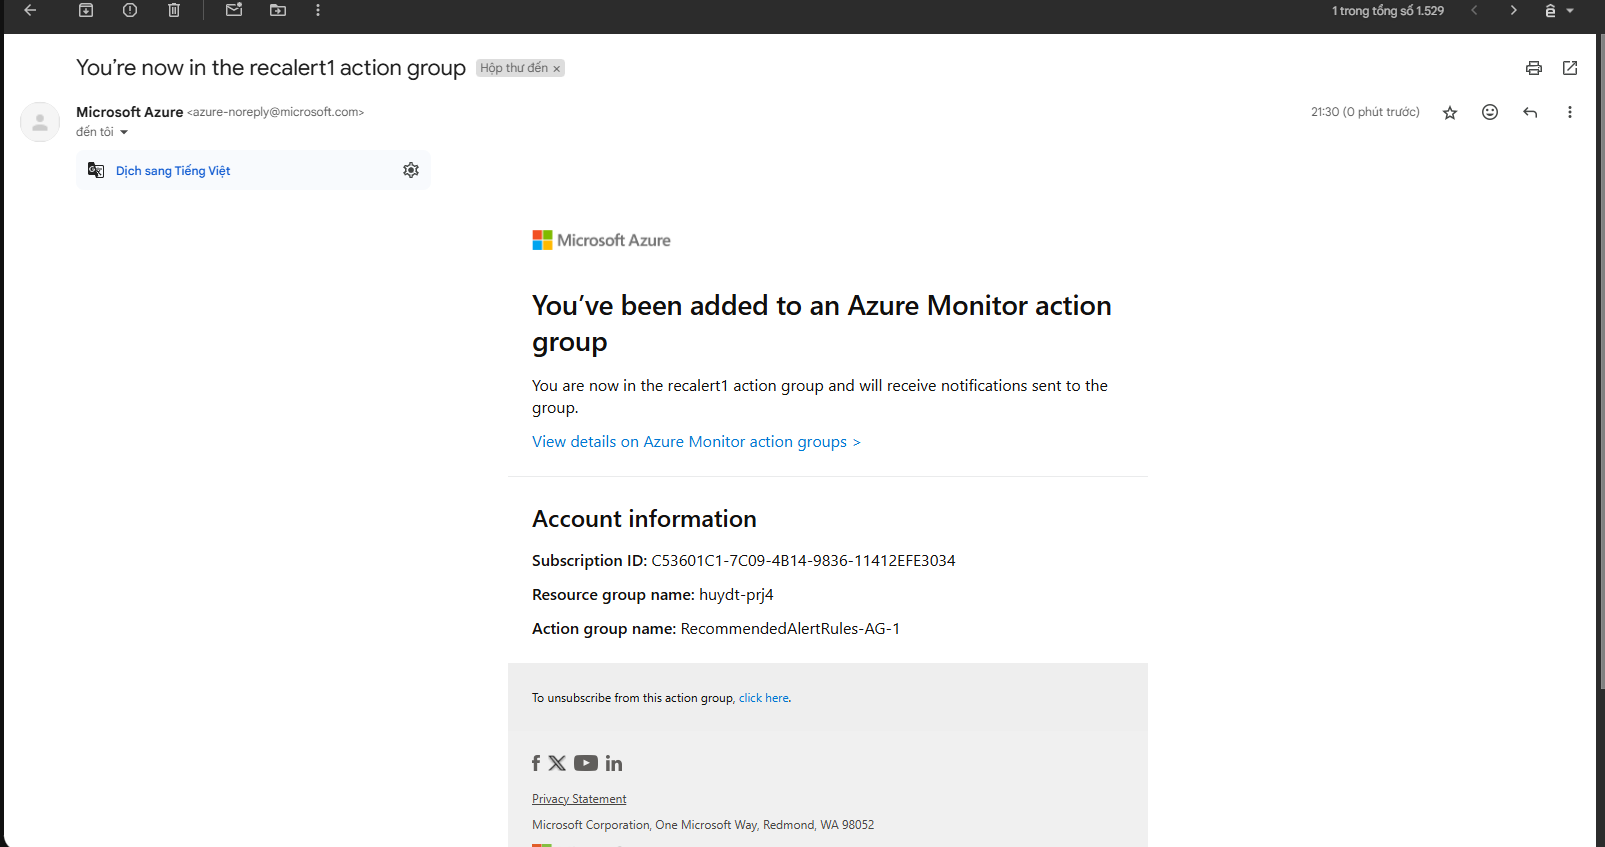 1 trong tổng số 1.529
You’re now in the recalert1 action group
Hộp thư đến ×
Microsoft Azure <azure-noreply@microsoft.com>
21:30 (0 phút trước)
đến tôi
Dịch sang Tiếng Việt
Microsoft Azure
You’ve been added to an Azure Monitor action
group
You are now in the recalert1 action group and will receive notifications sent to the
group.
View details on Azure Monitor action groups >
Account information
Subscription ID: C53601C1-7C09-4B14-9836-11412EFE3034
Resource group name: huydt-prj4
Action group name: RecommendedAlertRules-AG-1
To unsubscribe from this action group, click here.
Privacy Statement
Microsoft Corporation, One Microsoft Way, Redmond, WA 98052